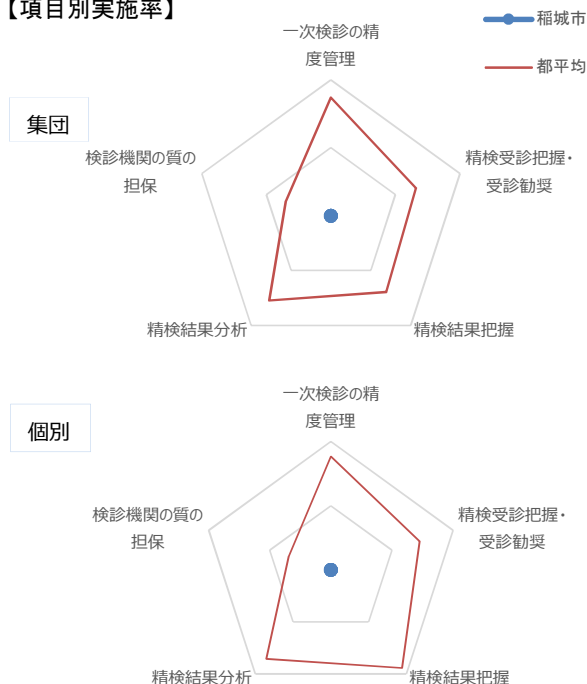 【項目別実施率】
稲城市
都平均
集団
一次検診の精
度管理
精検受診把握・
受診勧奨
精検結果把握
精検結果分析
検診機関の質の
担保
個別
一次検診の精
度管理
精検受診把握・
受診勧奨
精検結果把握
精検結果分析
検診機関の質の
担保